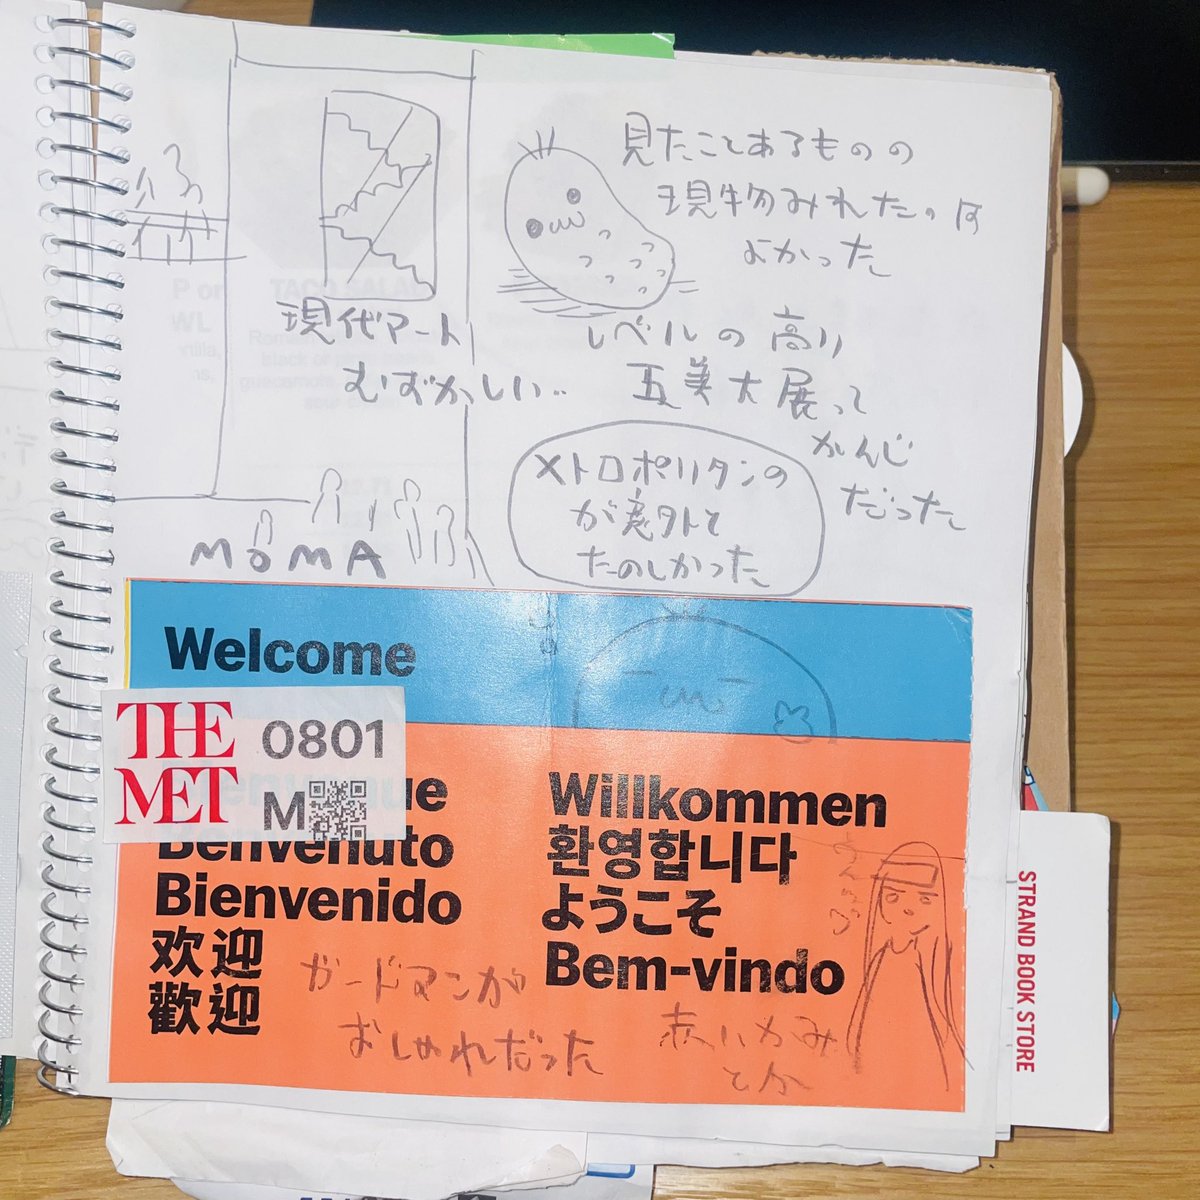 見たことあるものの
現物みれたのは
よかった
現代アート
むずかしい‥
レベルの高い
五美大展って
かんじ
だった
メトロポリタンの
が意外と
たのしかった
MOMA
Welcome
THE
MET
0801
M
ue
Benvenuto
Bienvenido
欢迎
歡迎
Willkommen
환영합니다
ようこそ
Bem-vindo
ガードマンが
おしゃれだった
赤いかみ
とか
STRAND BOOK STORE
TACO SALAD